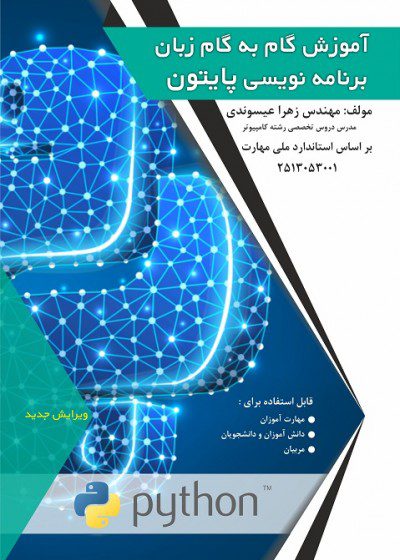 آموزش گام به گام زبان
برنامه نویسی پایتون
مولف: مهندس زهرا عیسوندی
مدرس دروس تخصصی رشته کامپیوتر
بر اساس استاندارد ملی مهارت
۲۵۱۳۰۵۳۰۰۱
قابل استفاده برای :
مهارت آموزان
دانش آموزان و دانشجویان
مربیان
ویرایش جدید
python™